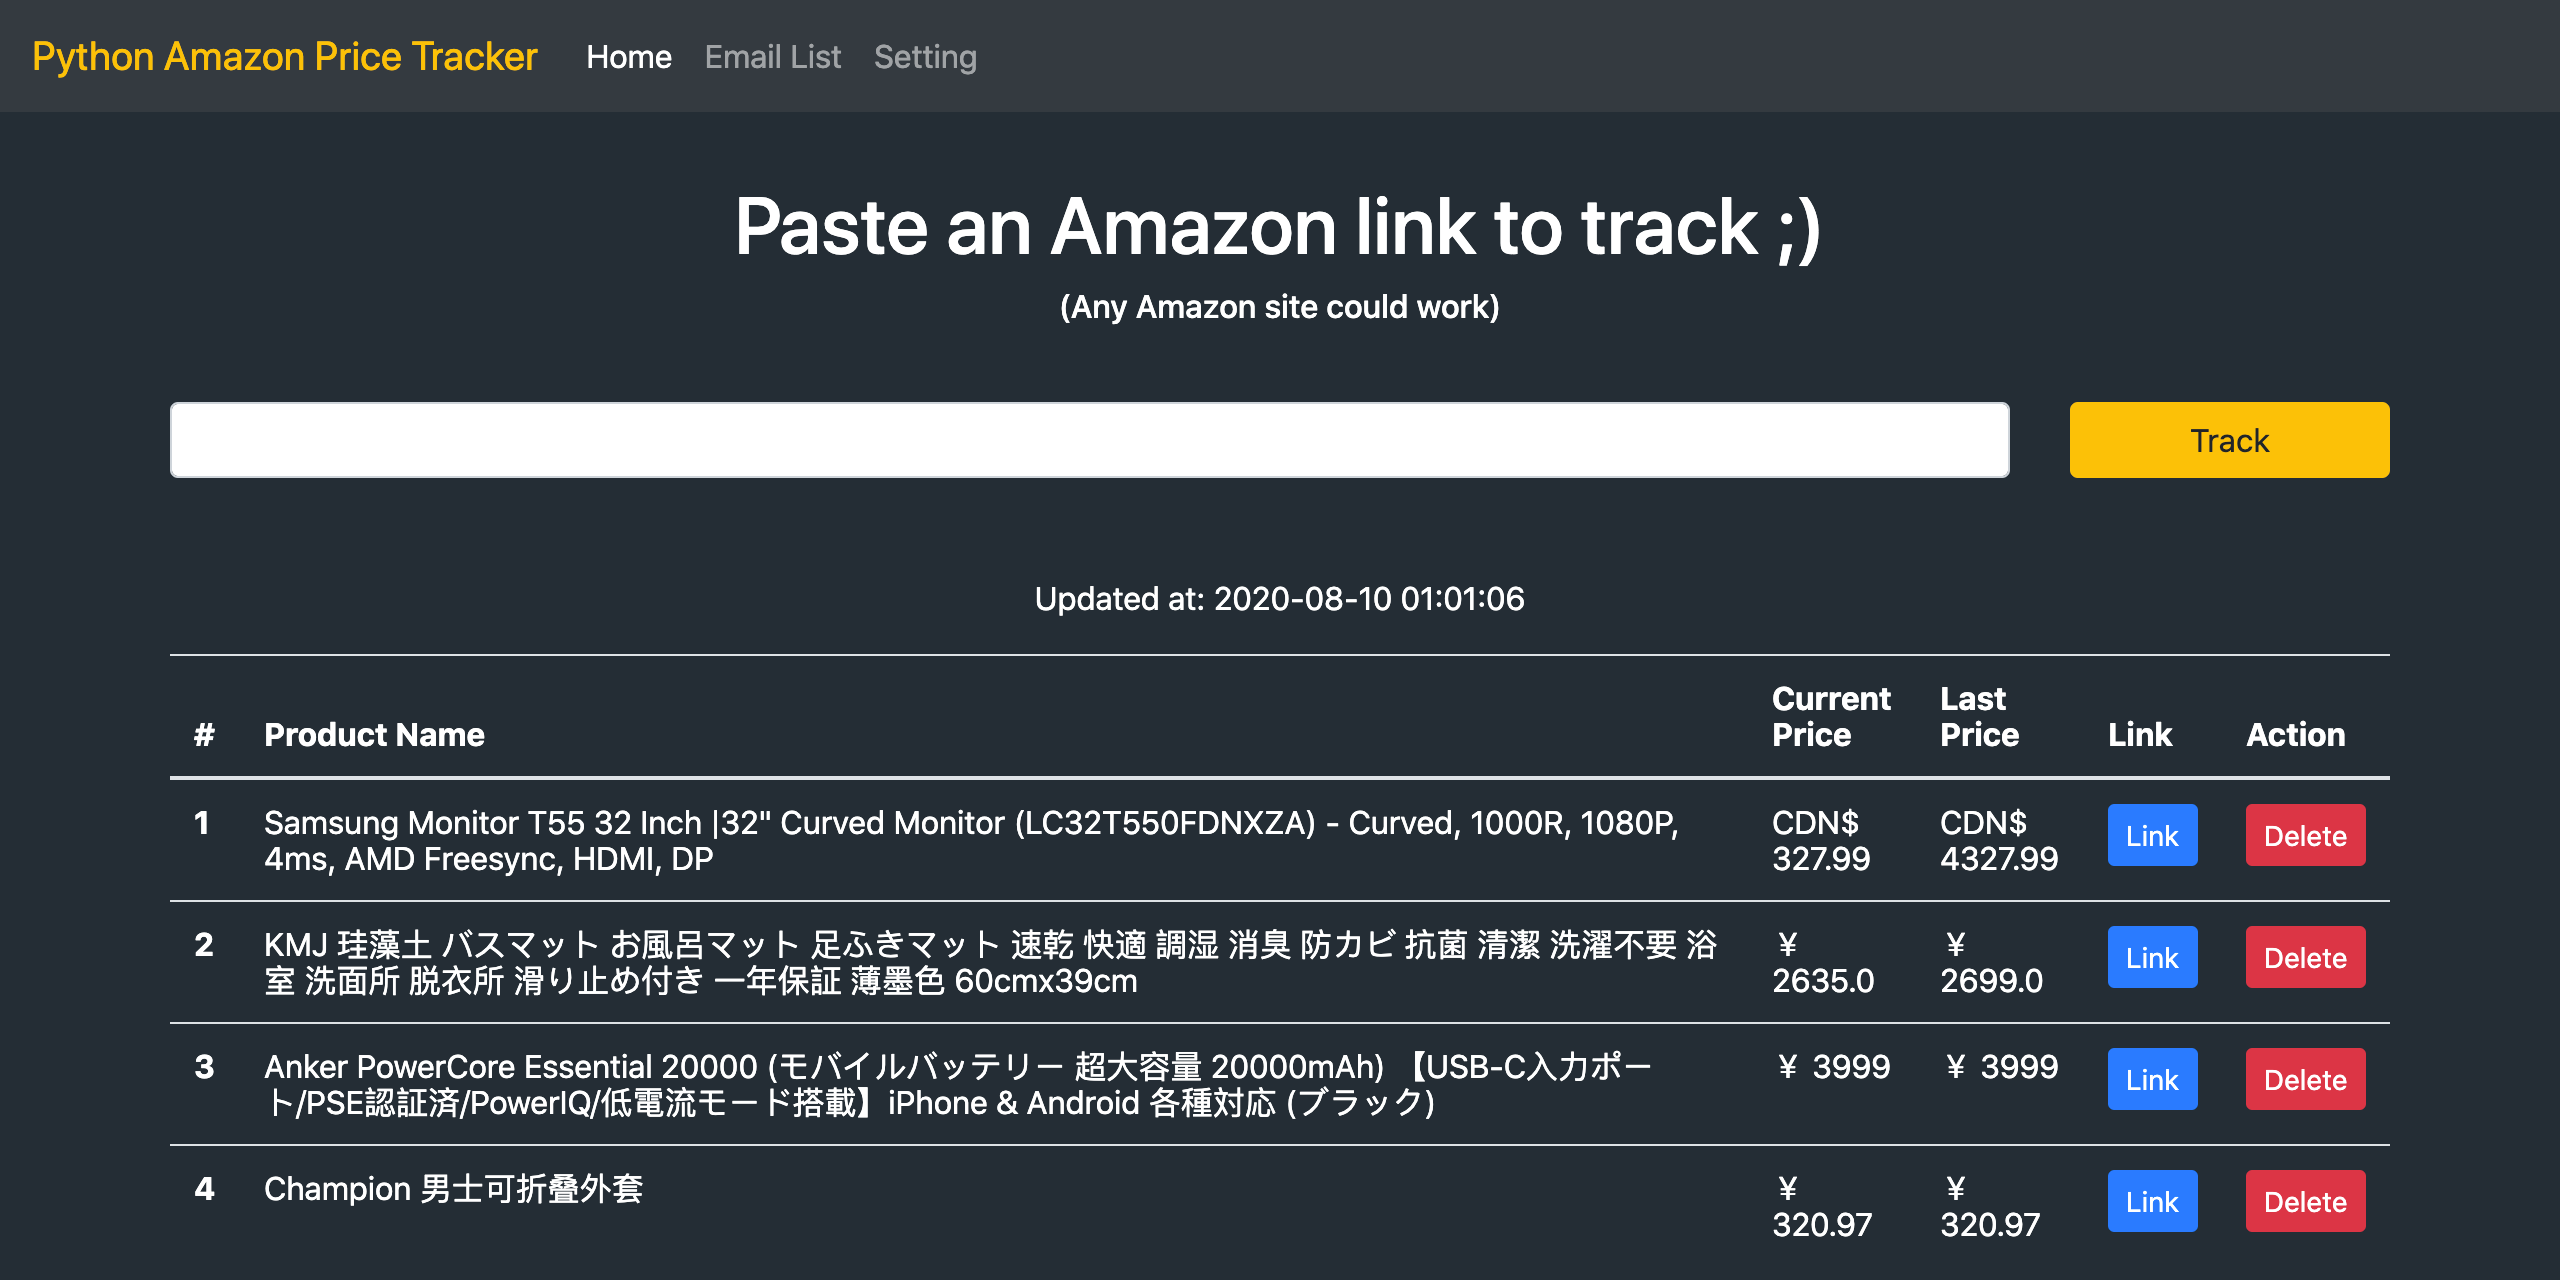 Python Amazon Price Tracker Home Email List Setting
Paste an Amazon link to track ;)
(Any Amazon site could work)
Track
Updated at: 2020-08-10 01:01:06
# Product Name Current Price Last Price Link Action
1 Samsung Monitor T55 32 Inch |32" Curved Monitor (LC32T550FDNXZA) - Curved, 1000R, 1080P, CDN$ CDN$ Link Delete
4ms, AMD Freesync, HDMI, DP 327.99 4327.99
2 KMJ 珪藻土 バスマット お風呂マット 足ふきマット 速乾 快適 調湿 消臭 防カビ 抗菌 清潔 洗濯不要 浴 ¥ ¥ Link Delete
室 洗面所 脱衣所 滑り止め付き 一年保証 薄墨色 60cmx39cm 2635.0 2699.0
3 Anker PowerCore Essential 20000 (モバイルバッテリー 超大容量 20000mAh) 【USB-C入力ポー ¥ 3999 ¥ 3999 Link Delete
ト/PSE認証済/PowerIQ/低電流モード搭載】iPhone & Android 各種対応 (ブラック)
4 Champion 男士可折叠外套 ¥ ¥ Link Delete
320.97 320.97